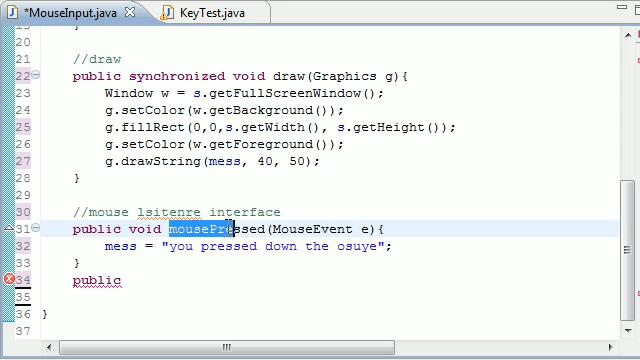 *MouseInput.java KeyTest.java
19 }
20
21 //draw
22 public synchronized void draw(Graphics g){
23 Window w = s.getFullScreenWindow();
24 g.setColor(w.getBackground());
25 g.fillRect(0,0,s.getWidth(), s.getHeight());
26 g.setColor(w.getForeground());
27 g.drawString(mess, 40, 50);
28 }
29
30 //mouse lsitenre interface
31 public void mousePressed(MouseEvent e){
32 mess = "you pressed down the osuye";
33 }
34 public
35
36 }
37